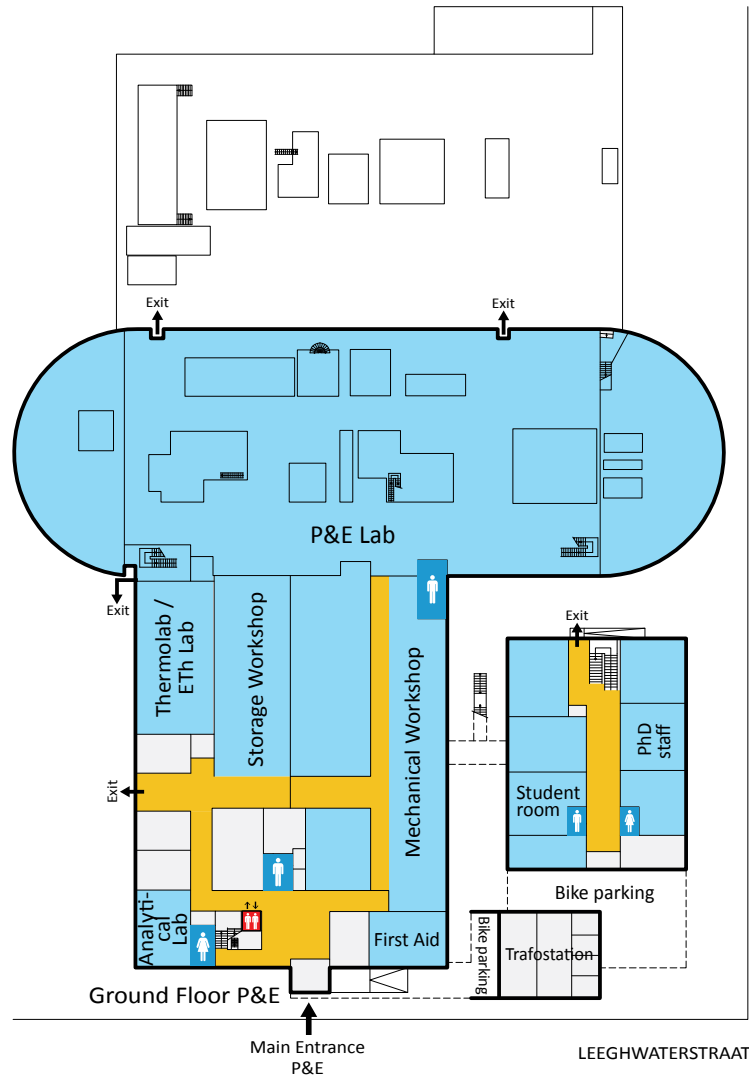 Exit
Exit
P&E Lab
Exit
Thermolab /
ETh Lab
Storage Workshop
Mechanical Workshop
Exit
PhD
staff
Student
room
Exit
Analyti-
cal
Lab
First Aid
Bike parking
Bike parking
Trafostation
Ground Floor P&E
Main Entrance
P&E
LEEGHWATERSTRAAT